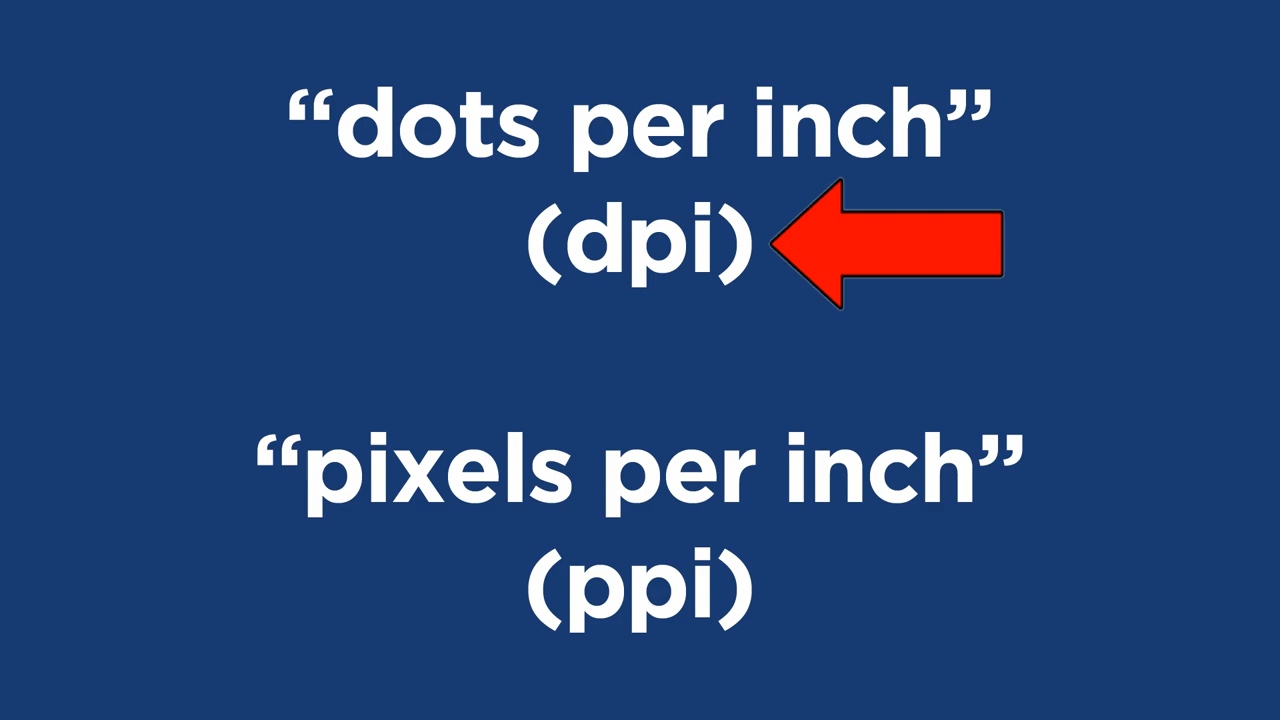 “dots per inch”
(dpi)
“pixels per inch”
(ppi)